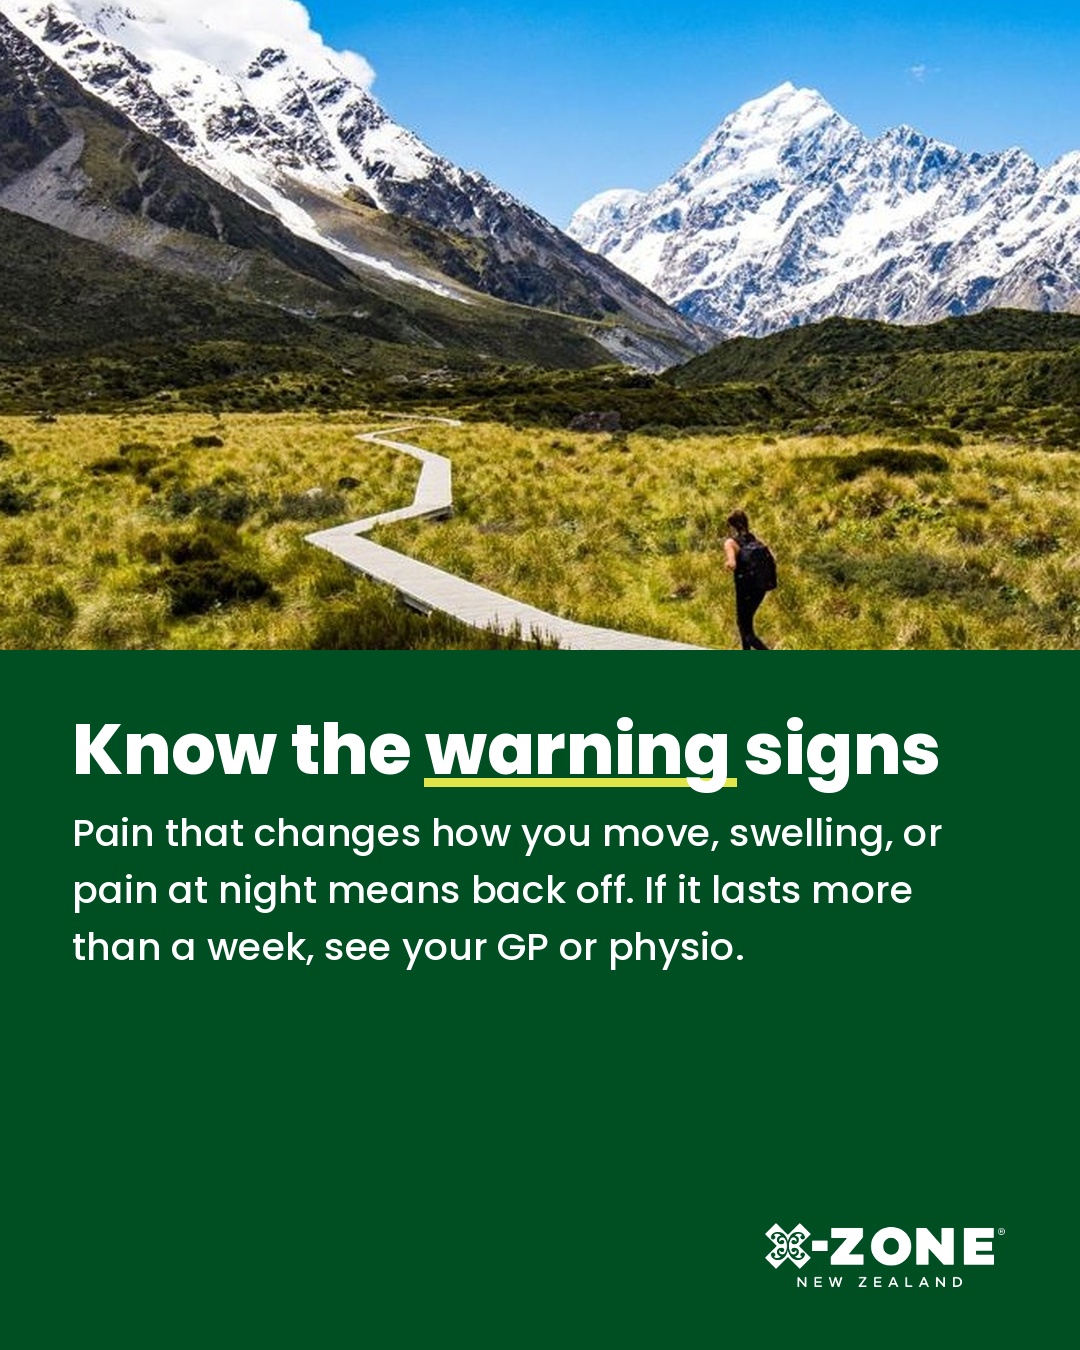 Know the warning signs
Pain that changes how you move, swelling, or
pain at night means back off. If it lasts more
than a week, see your GP or physio.
X-ZONE®
NEW ZEALAND